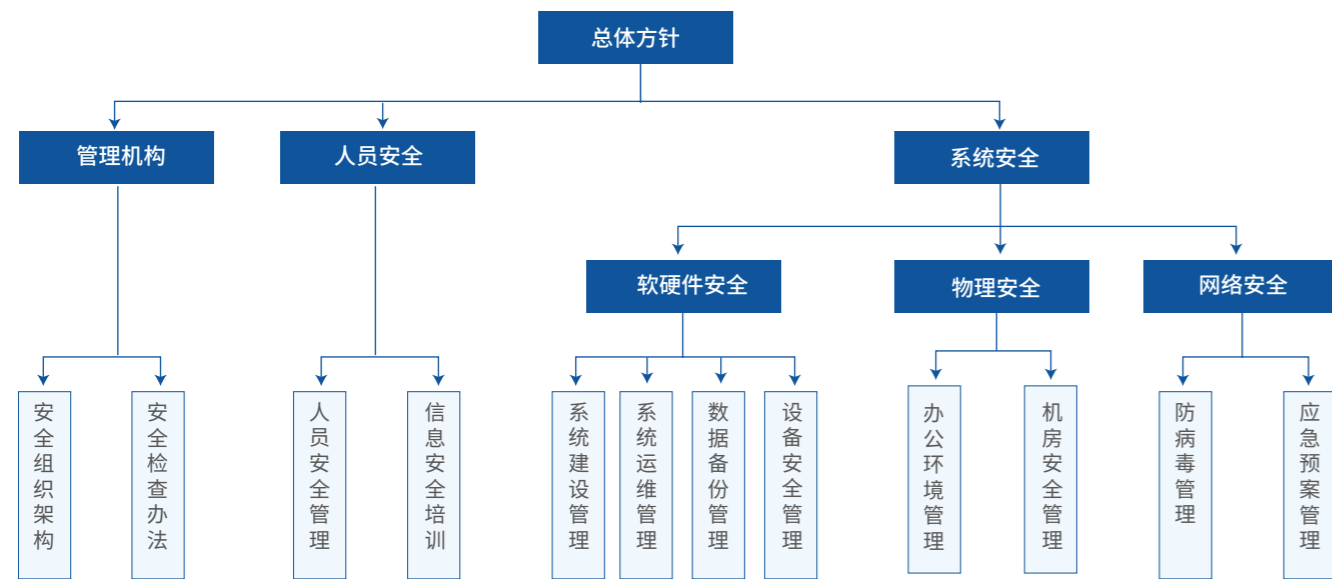 总体方针
管理机构
人员安全
系统安全
软硬件安全
物理安全
网络安全
安全组织架构
安全检查办法
人员安全管理
信息安全培训
系统建设管理
系统运维管理
数据备份管理
设备安全管理
办公环境管理
机房安全管理
防病毒管理
应急预案管理